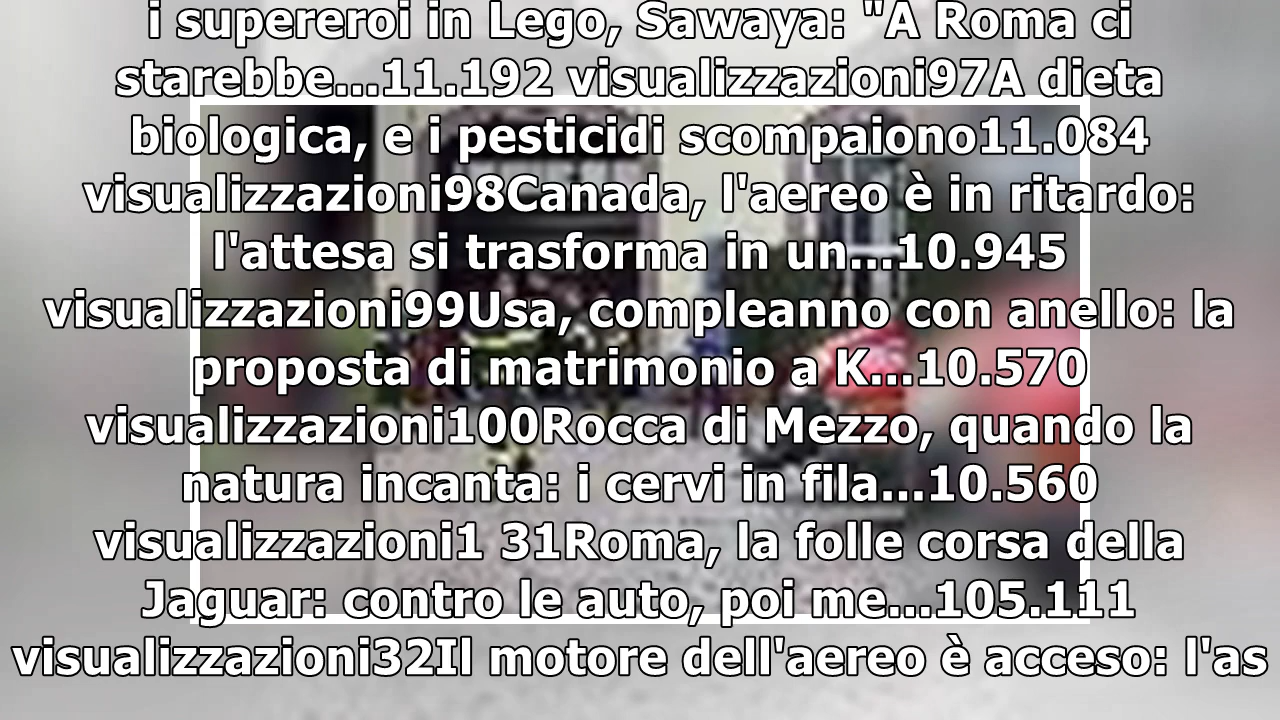 i supereroi in Lego, Sawaya: "A Roma ci
starebbe...11.192 visualizzazioni97A dieta
biologica, e i pesticidi scompaiono11.084
visualizzazioni98Canada, l'aereo è in ritardo:
l'attesa si trasforma in un...10.945
visualizzazioni99Usa, compleanno con anello: la
proposta di matrimonio a K...10.570
visualizzazioni100Rocca di Mezzo, quando la
natura incanta: i cervi in fila...10.560
visualizzazioni1 31Roma, la folle corsa della
Jaguar: contro le auto, poi me...105.111
visualizzazioni32Il motore dell'aereo è acceso: l'as